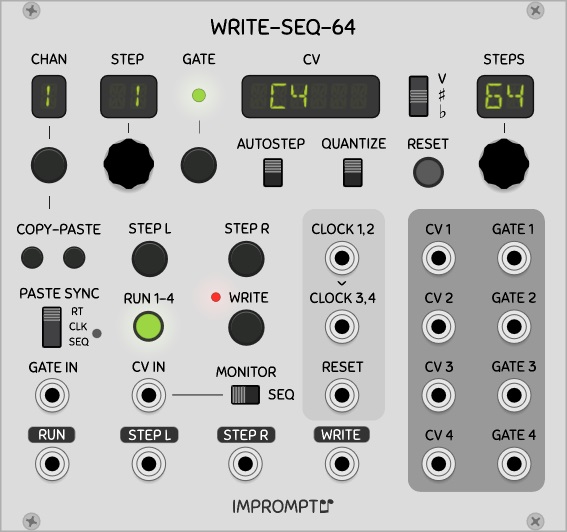 WRITE-SEQ-64
CHAN STEP GATE CV STEPS
1 1 C4 V ♯ ♭ 64
AUTOSTEP QUANTIZE RESET
COPY-PASTE STEP L STEP R CLOCK 1,2 CV 1 GATE 1
PASTE SYNC RUN 1-4 WRITE CLOCK 3,4 CV 2 GATE 2
RT
CLK
SEQ
GATE IN CV IN MONITOR RESET CV 3 GATE 3
SEQ
RUN STEP L STEP R WRITE CV 4 GATE 4
IMPROMPTU